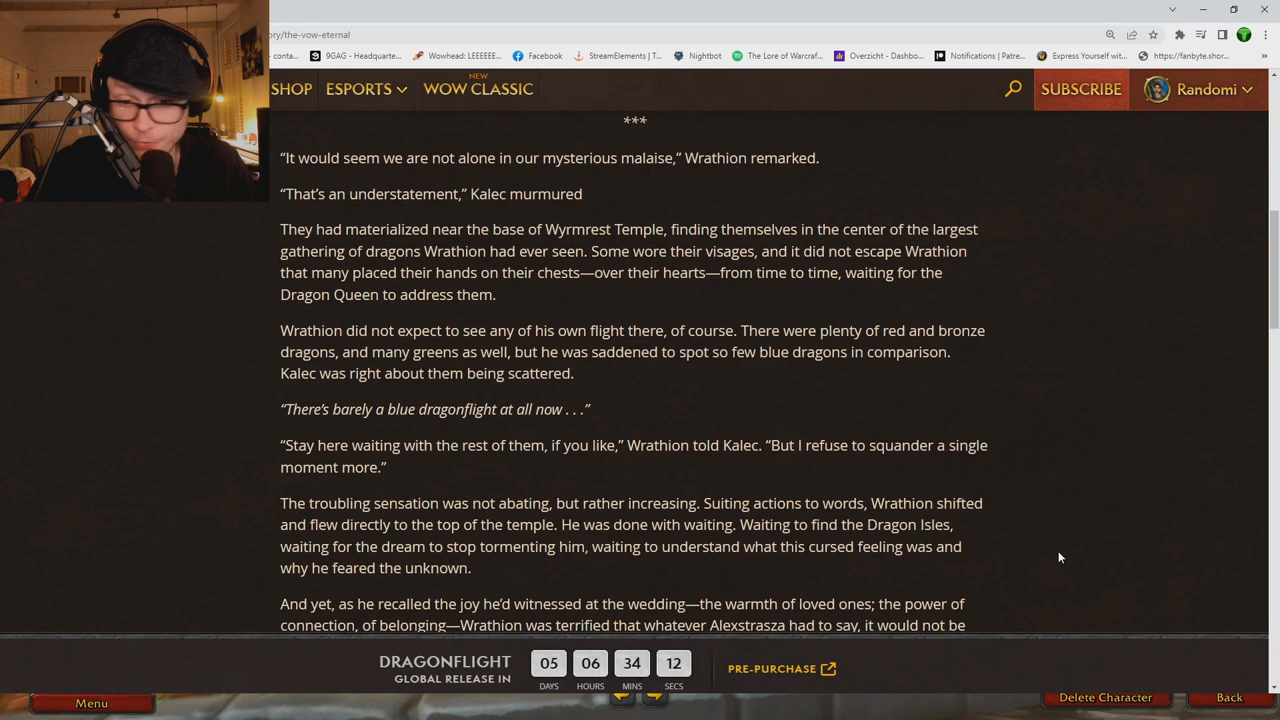 ory/the-vow-eternal
conta...
9GAG - Headquarte...
Wowhead: LEEEEEE...
Facebook
StreamElements | T...
Nightbot
The Lore of Warcraf...
Overzicht - Dashbo...
Notifications | Patre...
Express Yourself wit...
https://fanbyte.shor...
SHOP
ESPORTS
NEW
WOW CLASSIC
SUBSCRIBE
Randomi
***
“It would seem we are not alone in our mysterious malaise,” Wrathion remarked.
“That’s an understatement,” Kalec murmured
They had materialized near the base of Wyrmrest Temple, finding themselves in the center of the largest
gathering of dragons Wrathion had ever seen. Some wore their visages, and it did not escape Wrathion
that many placed their hands on their chests—over their hearts—from time to time, waiting for the
Dragon Queen to address them.
Wrathion did not expect to see any of his own flight there, of course. There were plenty of red and bronze
dragons, and many greens as well, but he was saddened to spot so few blue dragons in comparison.
Kalec was right about them being scattered.
“There’s barely a blue dragonflight at all now . . .”
“Stay here waiting with the rest of them, if you like,” Wrathion told Kalec. “But I refuse to squander a single
moment more.”
The troubling sensation was not abating, but rather increasing. Suiting actions to words, Wrathion shifted
and flew directly to the top of the temple. He was done with waiting. Waiting to find the Dragon Isles,
waiting for the dream to stop tormenting him, waiting to understand what this cursed feeling was and
why he feared the unknown.
And yet, as he recalled the joy he’d witnessed at the wedding—the warmth of loved ones; the power of
connection, of belonging—Wrathion was terrified that whatever Alexstrasza had to say, it would not be
DRAGONFLIGHT
GLOBAL RELEASE IN
05 06 34 12
DAYS HOURS MINS SECS
PRE-PURCHASE
Menu
Delete Character
Back